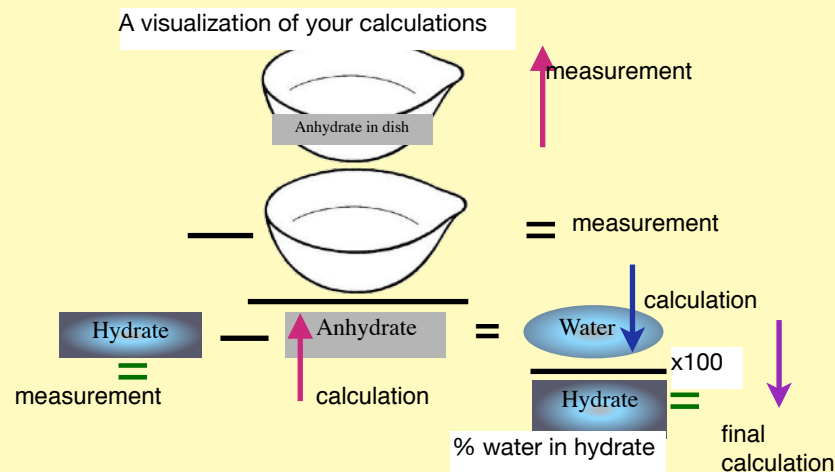 A visualization of your calculations
measurement
Anhydrate in dish
— = measurement
Hydrate — Anhydrate = Water
calculation
x100
=
measurement
calculation
Hydrate =
% water in hydrate
final
calculation